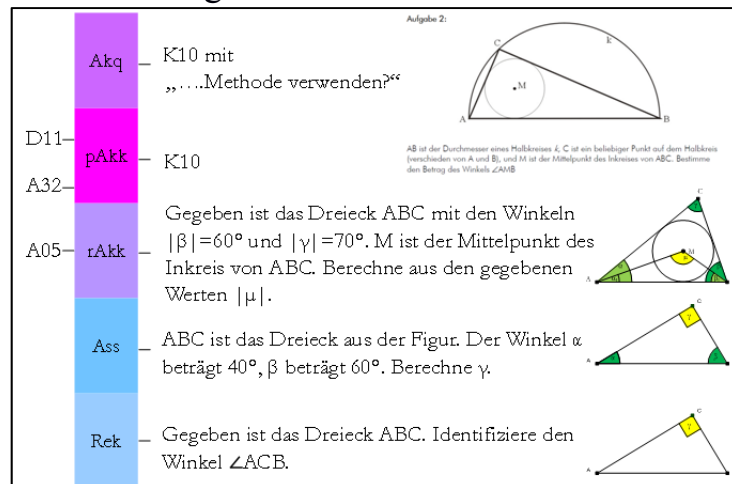 Aufgabe 2:
C
k
M
A
B
AB ist der Durchmesser eines Halbkreises k, C ist ein beliebiger Punkt auf dem Halbkreis
(verschieden von A und B), und M ist der Mittelpunkt des Inkreises von ABC. Bestimme
den Betrag des Winkels ∠AMB
Akq
K10 mit
„….Methode verwenden?“
D11
pAkk
K10
A32
A05
rAkk
Gegeben ist das Dreieck ABC mit den Winkeln
|β|=60° und |γ|=70°. M ist der Mittelpunkt des
Inkreis von ABC. Berechne aus den gegebenen
Werten |μ|.
C
M
A
Ass
ABC ist das Dreieck aus der Figur. Der Winkel α
beträgt 40°, β beträgt 60°. Berechne γ.
C
?
A
Rek
Gegeben ist das Dreieck ABC. Identifiziere den
Winkel ∠ACB.
C
?
A